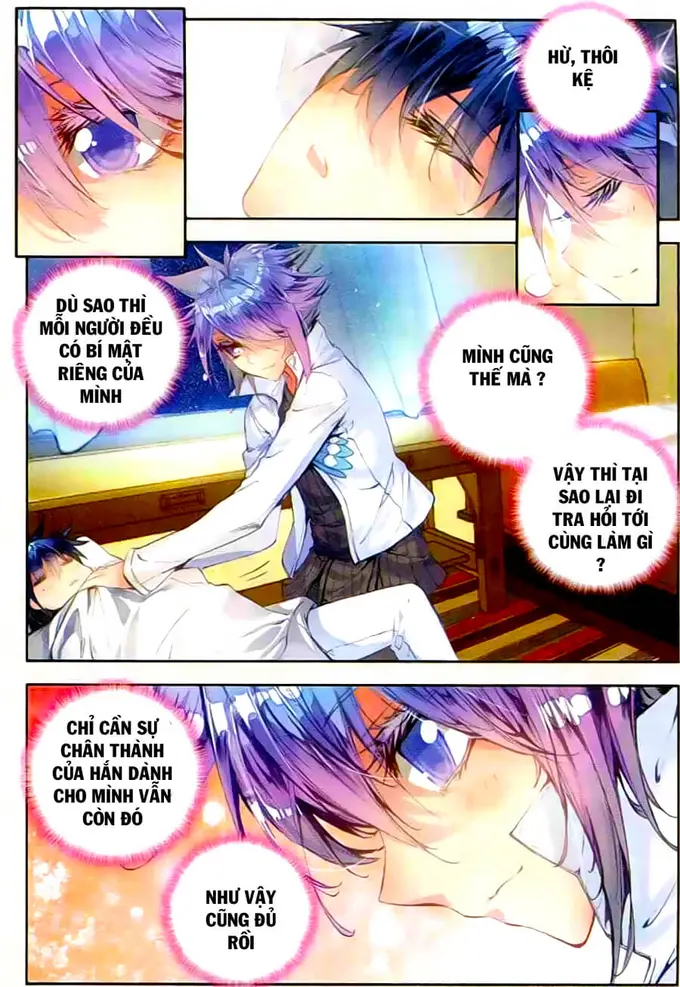 HỪ, THÔI
KỆ
DÙ SAO THÌ
MỖI NGƯỜI ĐỀU
CÓ BÍ MẬT
RIÊNG CỦA
MÌNH
MÌNH CŨNG
THẾ MÀ ?
VẬY THÌ TẠI
SAO LẠI ĐI
TRA HỎI TỚI
CÙNG LÀM GÌ
?
CHỈ CẦN SỰ
CHÂN THÀNH
CỦA HẮN DÀNH
CHO MÌNH VẪN
CÒN ĐÓ
NHƯ VẬY
CŨNG ĐỦ
RỒI